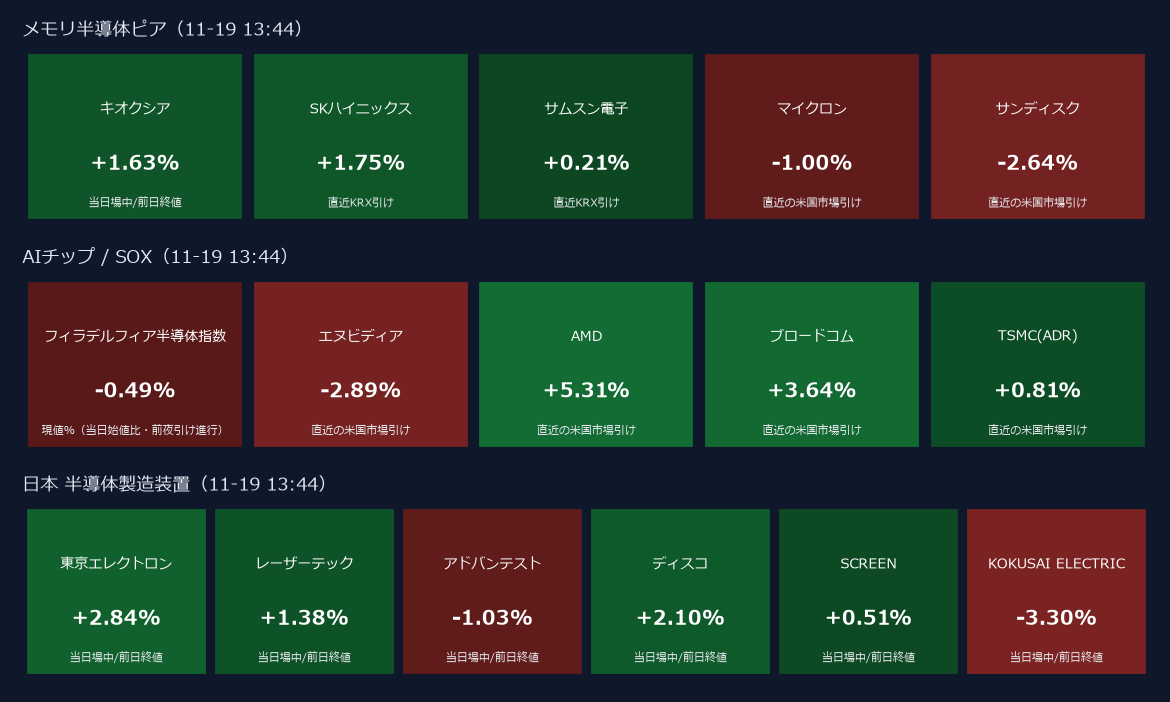 メモリ半導体ピア（11-19 13:44）
キオクシア
+1.63%
当日場中/前日終値
SKハイニックス
+1.75%
直近KRX引け
サムスン電子
+0.21%
直近KRX引け
マイクロン
-1.00%
直近の米国市場引け
サンディスク
-2.64%
直近の米国市場引け
AIチップ / SOX（11-19 13:44）
フィラデルフィア半導体指数
-0.49%
現値%（当日始値比・前夜引け進行）
エヌビディア
-2.89%
直近の米国市場引け
AMD
+5.31%
直近の米国市場引け
ブロードコム
+3.64%
直近の米国市場引け
TSMC(ADR)
+0.81%
直近の米国市場引け
日本 半導体製造装置（11-19 13:44）
東京エレクトロン
+2.84%
当日場中/前日終値
レーザーテック
+1.38%
当日場中/前日終値
アドバンテスト
-1.03%
当日場中/前日終値
ディスコ
+2.10%
当日場中/前日終値
SCREEN
+0.51%
当日場中/前日終値
KOKUSAI ELECTRIC
-3.30%
当日場中/前日終値